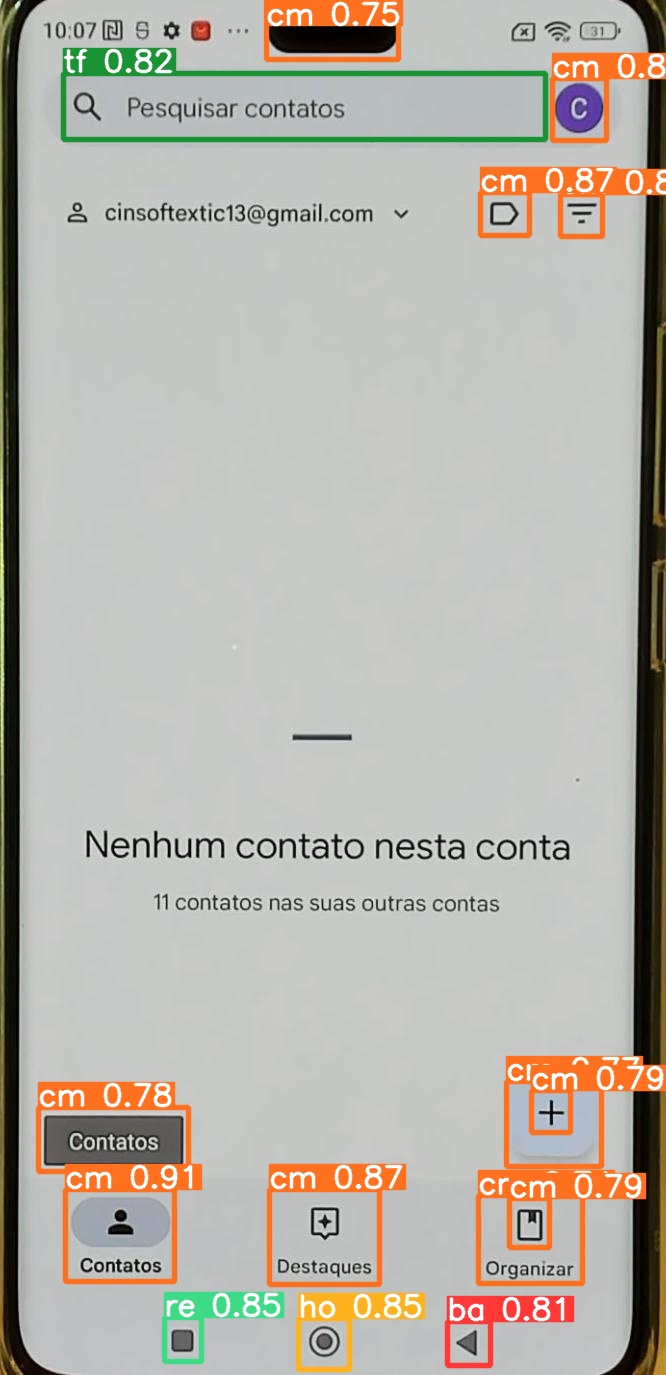 10:07
31
cm 0.75
tf 0.82
cm 0.8
Pesquisar contatos
C
cm 0.87
0.8
cinsoftextic13@gmail.com
Nenhum contato nesta conta
11 contatos nas suas outras contas
cm 0.79
cm 0.78
Contatos
cm 0.91
cm 0.87
cm 0.79
Contatos
Destaques
Organizar
re 0.85
ho 0.85
ba 0.81